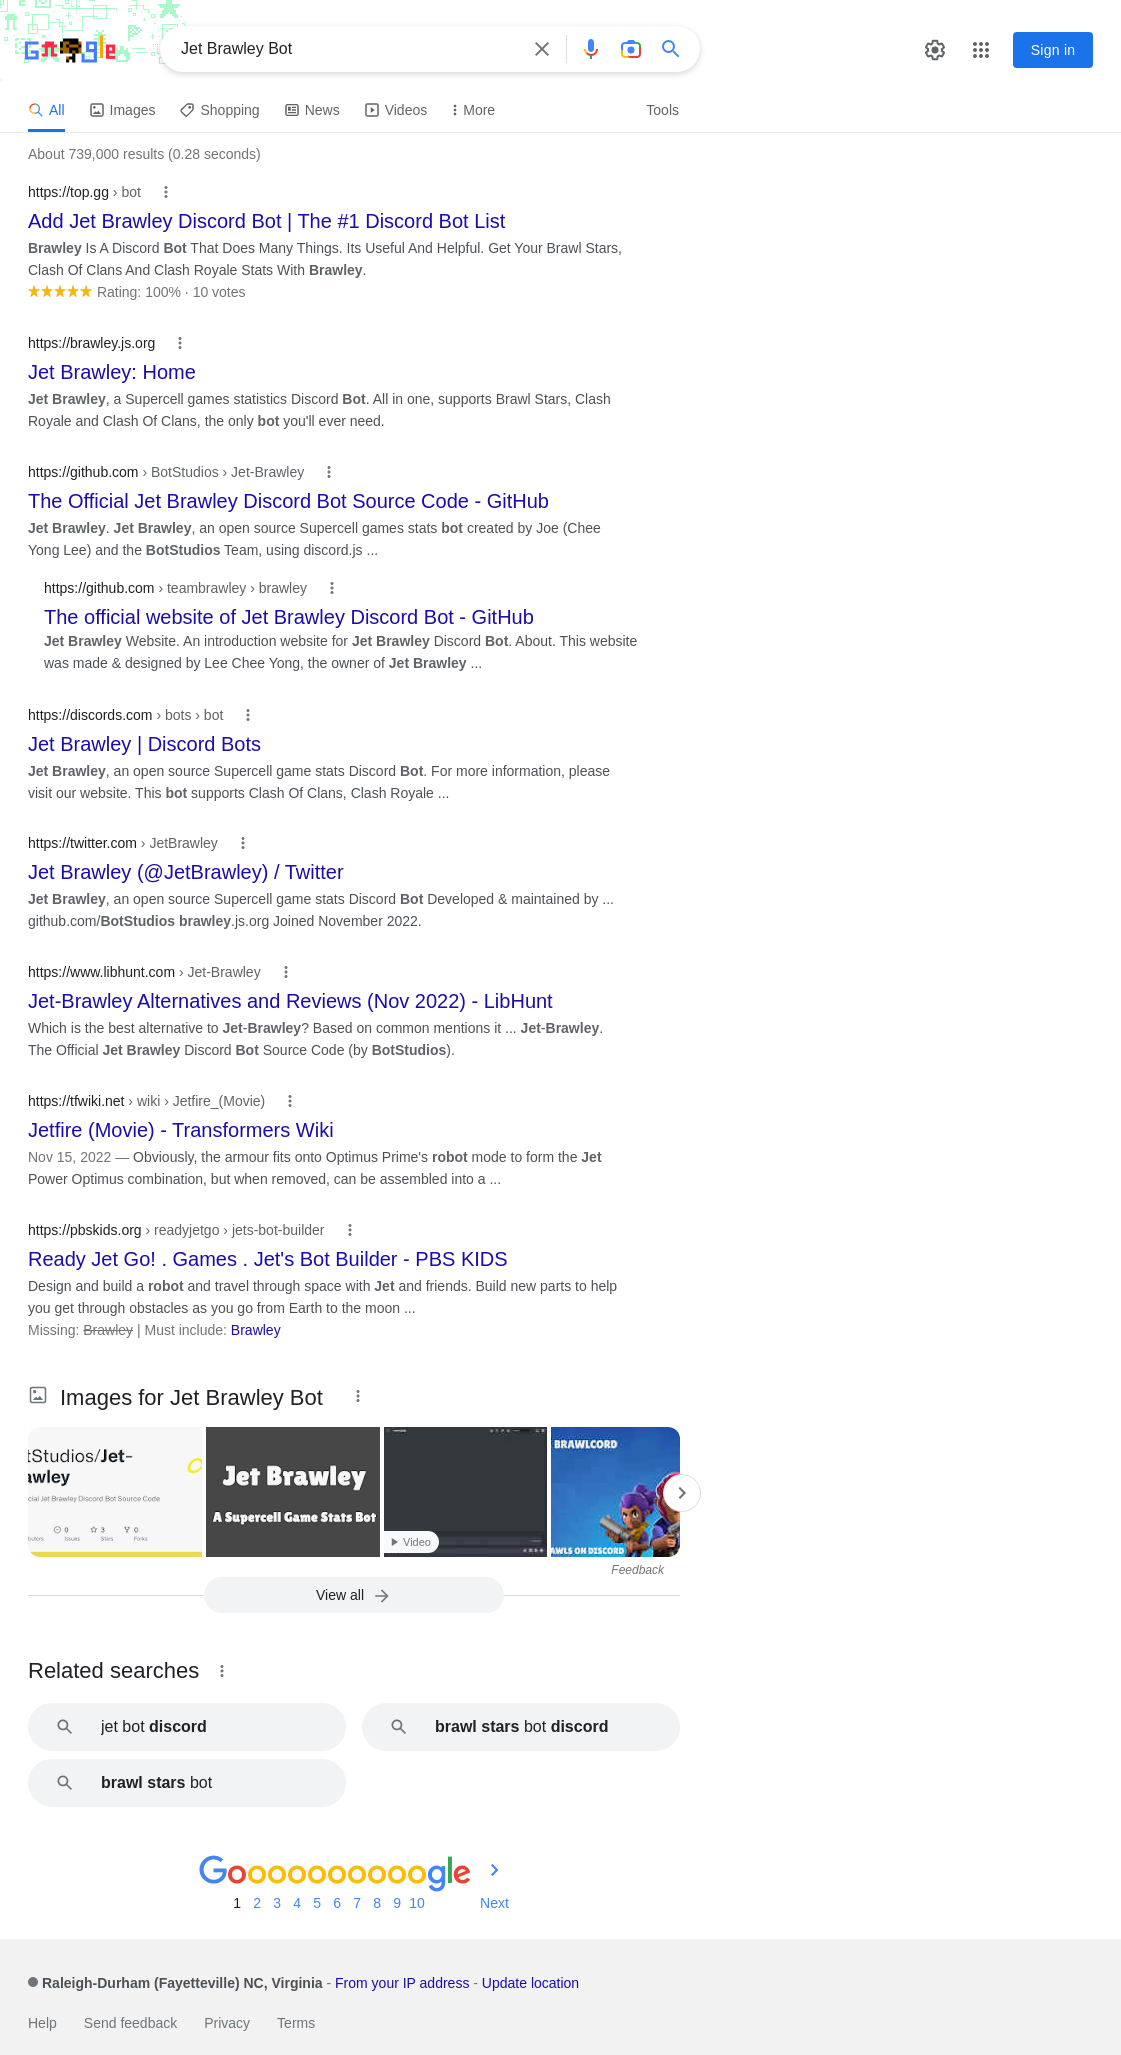 Google
Jet Brawley Bot
Sign in
All
Images
Shopping
News
Videos
More
Tools
About 739,000 results (0.28 seconds)
https://top.gg › bot
Add Jet Brawley Discord Bot | The #1 Discord Bot List
Brawley Is A Discord Bot That Does Many Things. Its Useful And Helpful. Get Your Brawl Stars,
Clash Of Clans And Clash Royale Stats With Brawley.
Rating: 100% · 10 votes
https://brawley.js.org
Jet Brawley: Home
Jet Brawley, a Supercell games statistics Discord Bot. All in one, supports Brawl Stars, Clash
Royale and Clash Of Clans, the only bot you'll ever need.
https://github.com › BotStudios › Jet-Brawley
The Official Jet Brawley Discord Bot Source Code - GitHub
Jet Brawley. Jet Brawley, an open source Supercell games stats bot created by Joe (Chee
Yong Lee) and the BotStudios Team, using discord.js ...
https://github.com › teambrawley › brawley
The official website of Jet Brawley Discord Bot - GitHub
Jet Brawley Website. An introduction website for Jet Brawley Discord Bot. About. This website
was made & designed by Lee Chee Yong, the owner of Jet Brawley ...
https://discords.com › bots › bot
Jet Brawley | Discord Bots
Jet Brawley, an open source Supercell game stats Discord Bot. For more information, please
visit our website. This bot supports Clash Of Clans, Clash Royale ...
https://twitter.com › JetBrawley
Jet Brawley (@JetBrawley) / Twitter
Jet Brawley, an open source Supercell game stats Discord Bot Developed & maintained by ...
github.com/BotStudios brawley.js.org Joined November 2022.
https://www.libhunt.com › Jet-Brawley
Jet-Brawley Alternatives and Reviews (Nov 2022) - LibHunt
Which is the best alternative to Jet-Brawley? Based on common mentions it ... Jet-Brawley.
The Official Jet Brawley Discord Bot Source Code (by BotStudios).
https://tfwiki.net › wiki › Jetfire_(Movie)
Jetfire (Movie) - Transformers Wiki
Nov 15, 2022 — Obviously, the armour fits onto Optimus Prime's robot mode to form the Jet
Power Optimus combination, but when removed, can be assembled into a ...
https://pbskids.org › readyjetgo › jets-bot-builder
Ready Jet Go! . Games . Jet's Bot Builder - PBS KIDS
Design and build a robot and travel through space with Jet and friends. Build new parts to help
you get through obstacles as you go from Earth to the moon ...
Missing: Brawley | Must include: Brawley
Images for Jet Brawley Bot
tStudios/Jet-
awley
cial Jet Brawley Discord Bot Source Code
0 3 0
butors Issues Stars Forks
Jet Brawley
A Supercell Game Stats Bot
Video
BRAWLCORD
AWLS ON DISCORD
Feedback
View all
Related searches
jet bot discord
brawl stars bot discord
brawl stars bot
Goooooooooogle
1 2 3 4 5 6 7 8 9 10 Next
Raleigh-Durham (Fayetteville) NC, Virginia - From your IP address - Update location
Help Send feedback Privacy Terms